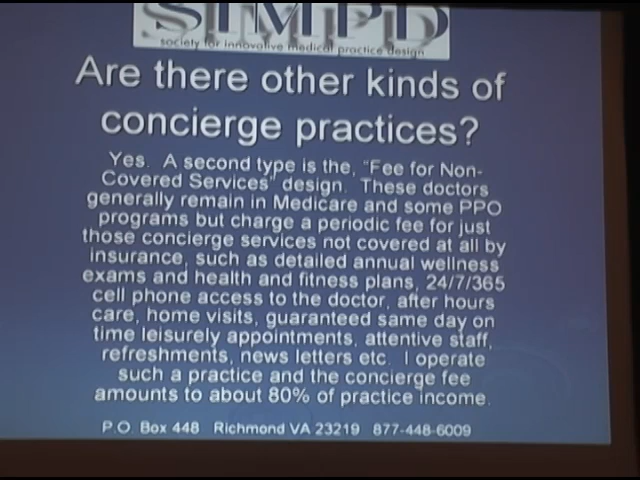 SIMPD
society for innovative medical practice design
Are there other kinds of
concierge practices?
Yes. A second type is the, "Fee for Non-
Covered Services" design. These doctors
generally remain in Medicare and some PPO
programs but charge a periodic fee for just
those concierge services not covered at all by
insurance, such as detailed annual wellness
exams and health and fitness plans, 24/7/365
cell phone access to the doctor, after hours
care, home visits, guaranteed same day on
time leisurely appointments, attentive staff,
refreshments, news letters etc. I operate
such a practice and the concierge fee
amounts to about 80% of practice income.
P.O. Box 448 Richmond VA 23219 877-448-6009